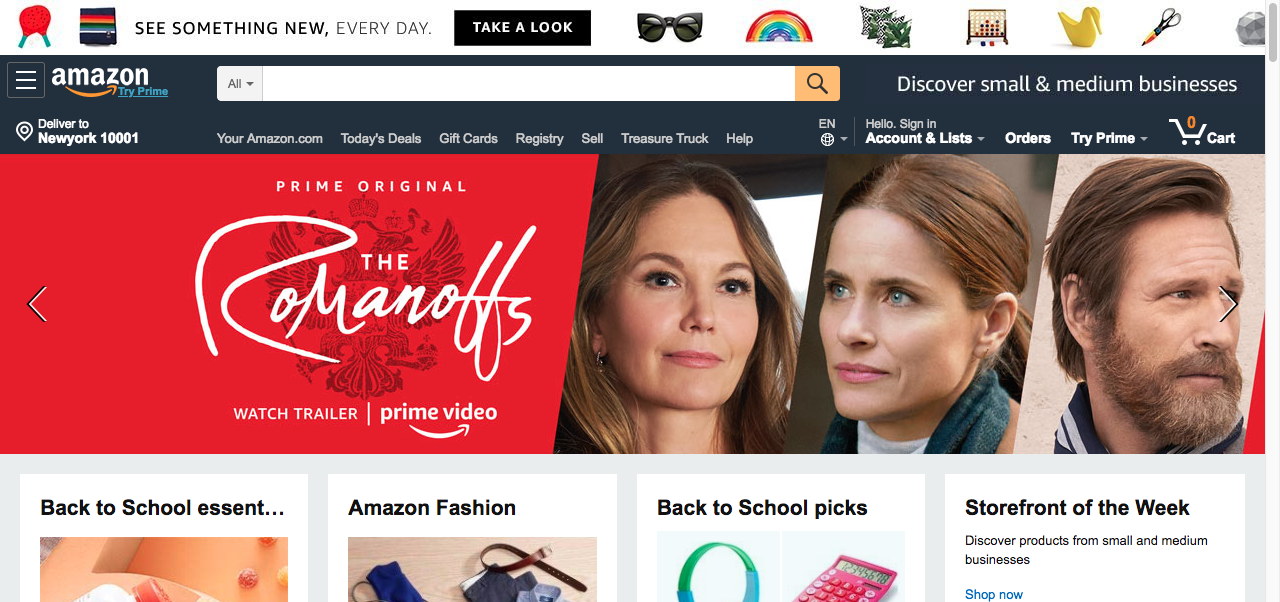 SEE SOMETHING NEW, EVERY DAY.
TAKE A LOOK
amazon
Try Prime
All
Discover small & medium businesses
Deliver to
Newyork 10001
Your Amazon.com
Today's Deals
Gift Cards
Registry
Sell
Treasure Truck
Help
EN
Hello. Sign in
Account & Lists
Orders
Try Prime
0
Cart
PRIME ORIGINAL
THE
Romanoffs
WATCH TRAILER | prime video
Back to School essent...
Amazon Fashion
Back to School picks
Storefront of the Week
Discover products from small and medium
businesses
Shop now